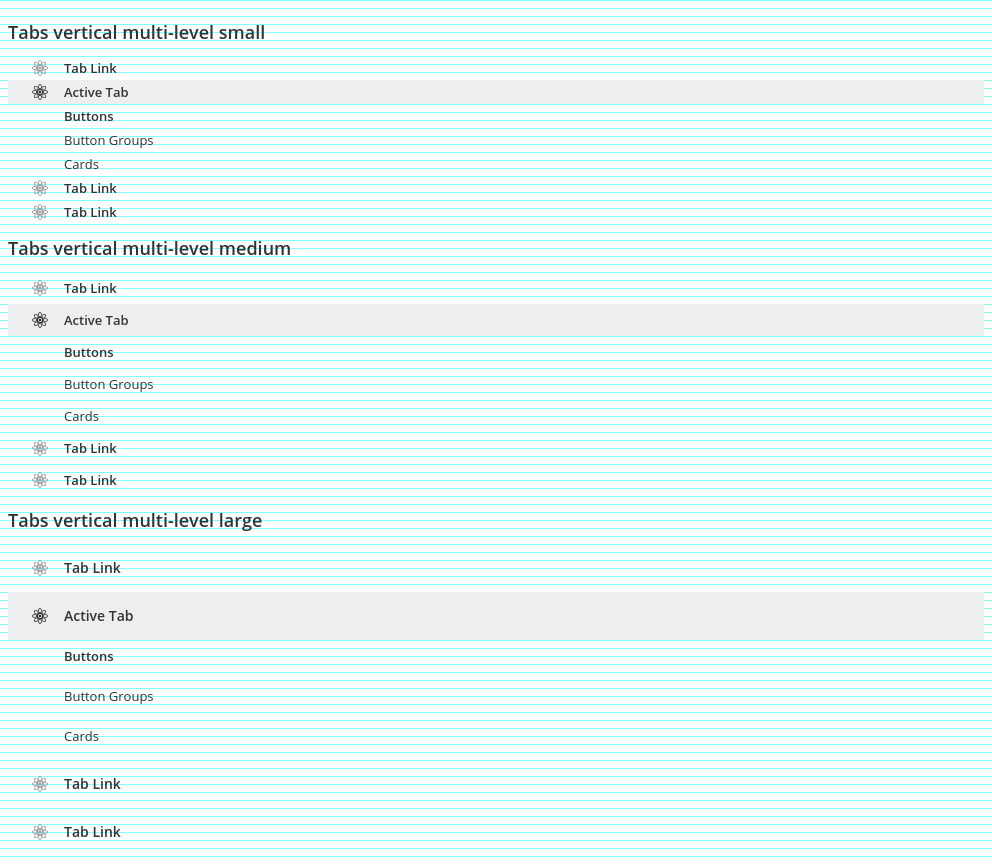 Tabs vertical multi-level small
Tab Link
Active Tab
Buttons
Button Groups
Cards
Tab Link
Tab Link
Tabs vertical multi-level medium
Tab Link
Active Tab
Buttons
Button Groups
Cards
Tab Link
Tab Link
Tabs vertical multi-level large
Tab Link
Active Tab
Buttons
Button Groups
Cards
Tab Link
Tab Link